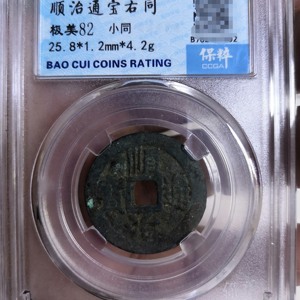 顺治通宝右同
极美82 小同
25.8*1.2mm*4.2g
BAO CUI COINS RATING
保粹
CCGA